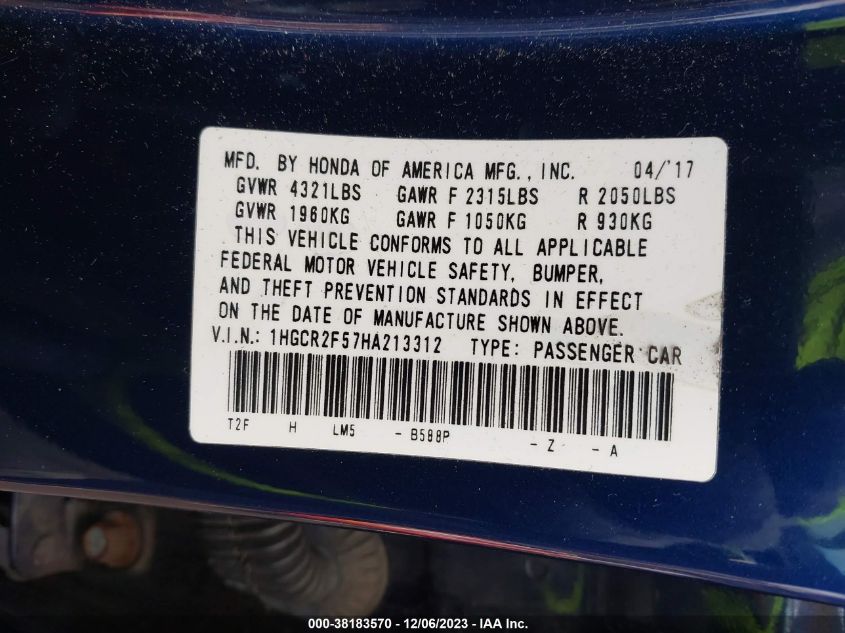 MFD. BY HONDA OF AMERICA MFG., INC. 04/'17
GVWR 4321LBS GAWR F 2315LBS R 2050LBS
GVWR 1960KG GAWR F 1050KG R 930KG
THIS VEHICLE CONFORMS TO ALL APPLICABLE
FEDERAL MOTOR VEHICLE SAFETY, BUMPER,
AND THEFT PREVENTION STANDARDS IN EFFECT
ON THE DATE OF MANUFACTURE SHOWN ABOVE.
V.I.N.: 1HGCR2F57HA213312 TYPE: PASSENGER CAR
T2F H LM5 - B588P - Z - A
000-38183570 - 12/06/2023 - IAA Inc.